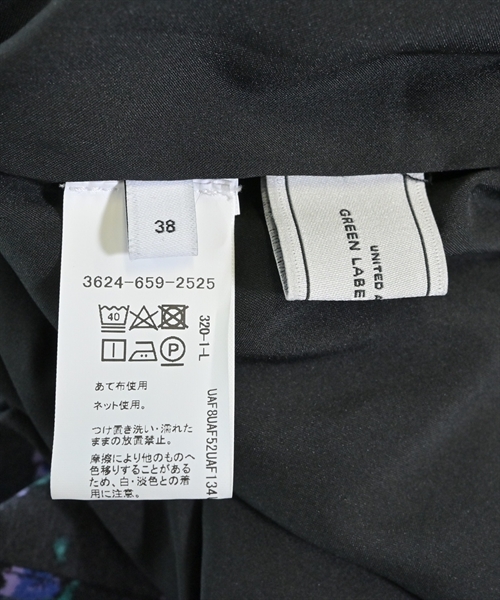 38
3624-659-2525
40
P
320-1-L
UAF8UAF52UAF134
あて布使用
ネット使用。
つけ置き洗い・濡れた
ままの放置禁止。
摩擦により他のものへ
色移りすることがある
ため、白・淡色との着
用に注意。
UNITED A
GREEN LABE